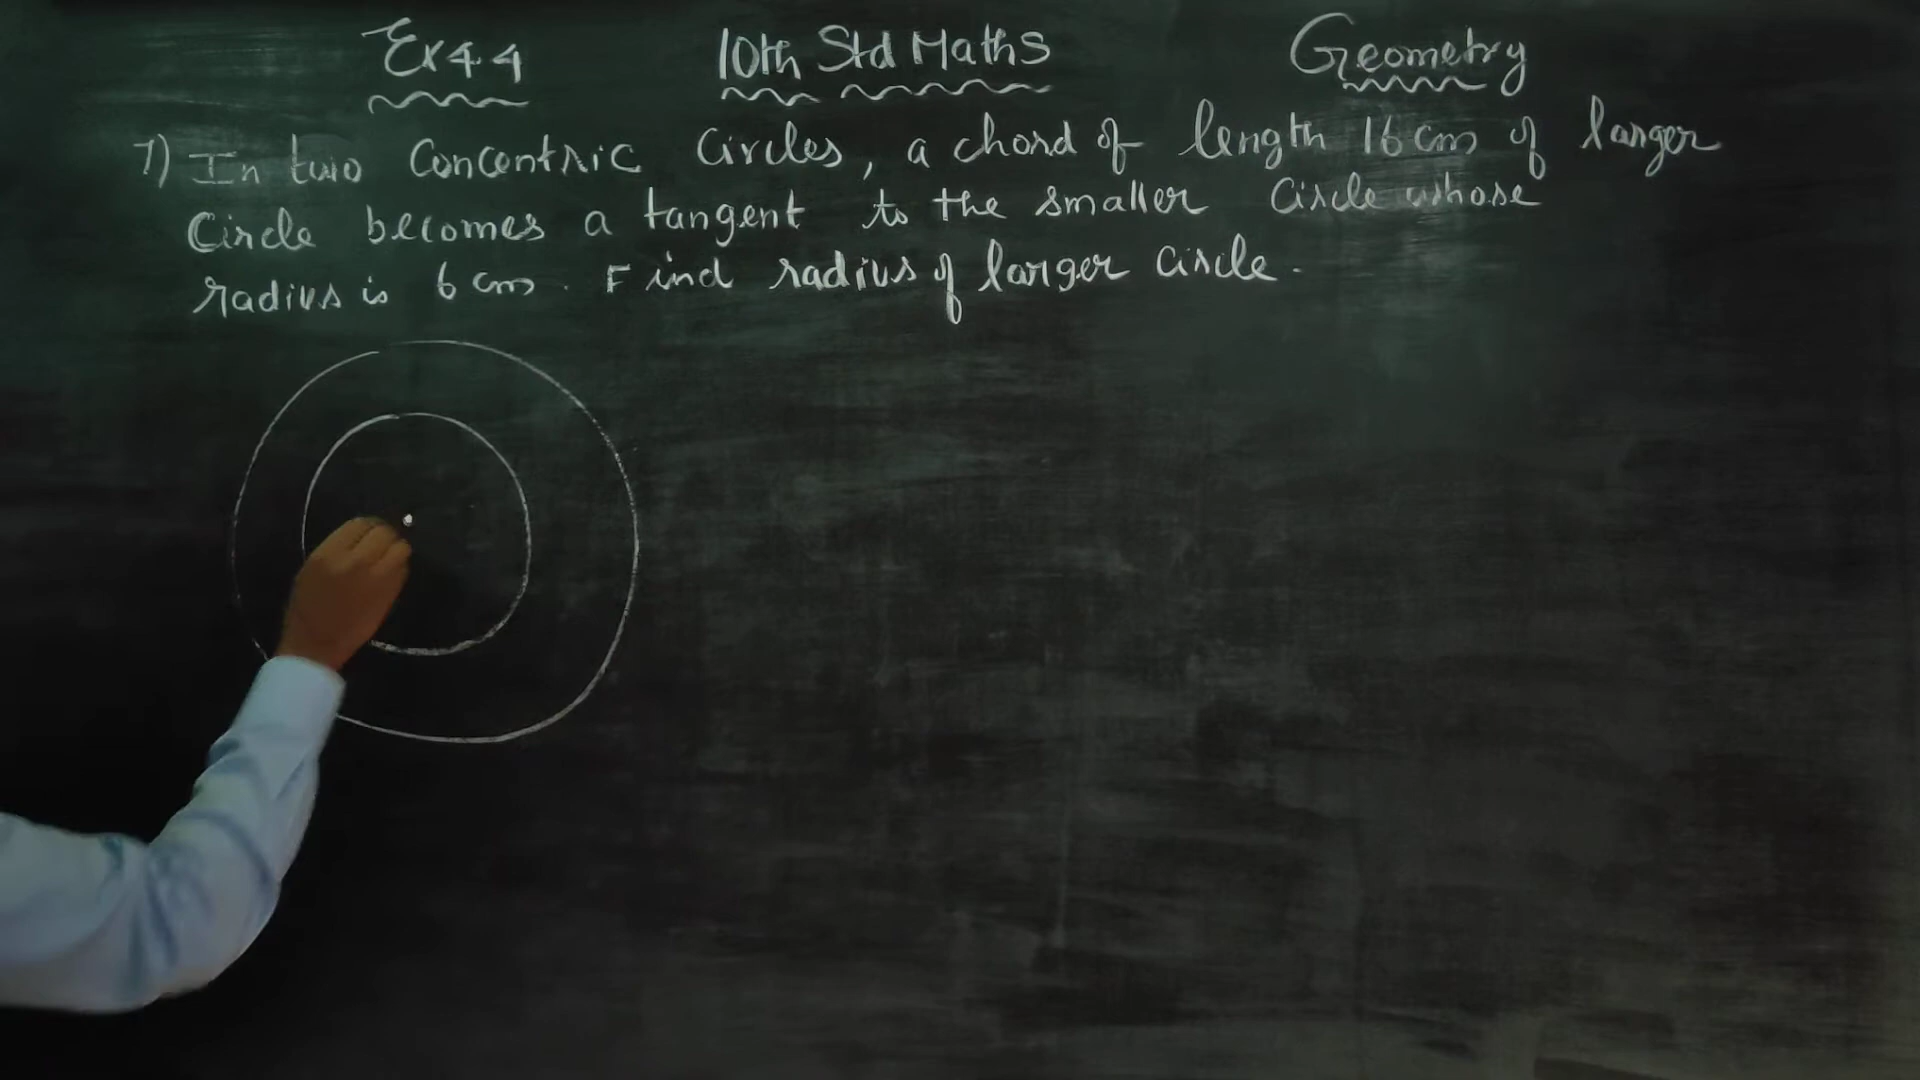 Ex 4.4 10th Std Maths Geometry
7) In two Concentric Circles, a chord of length 16 cm of larger
Circle becomes a tangent to the smaller Circle whose
radius is 6 cm. Find radius of larger circle.